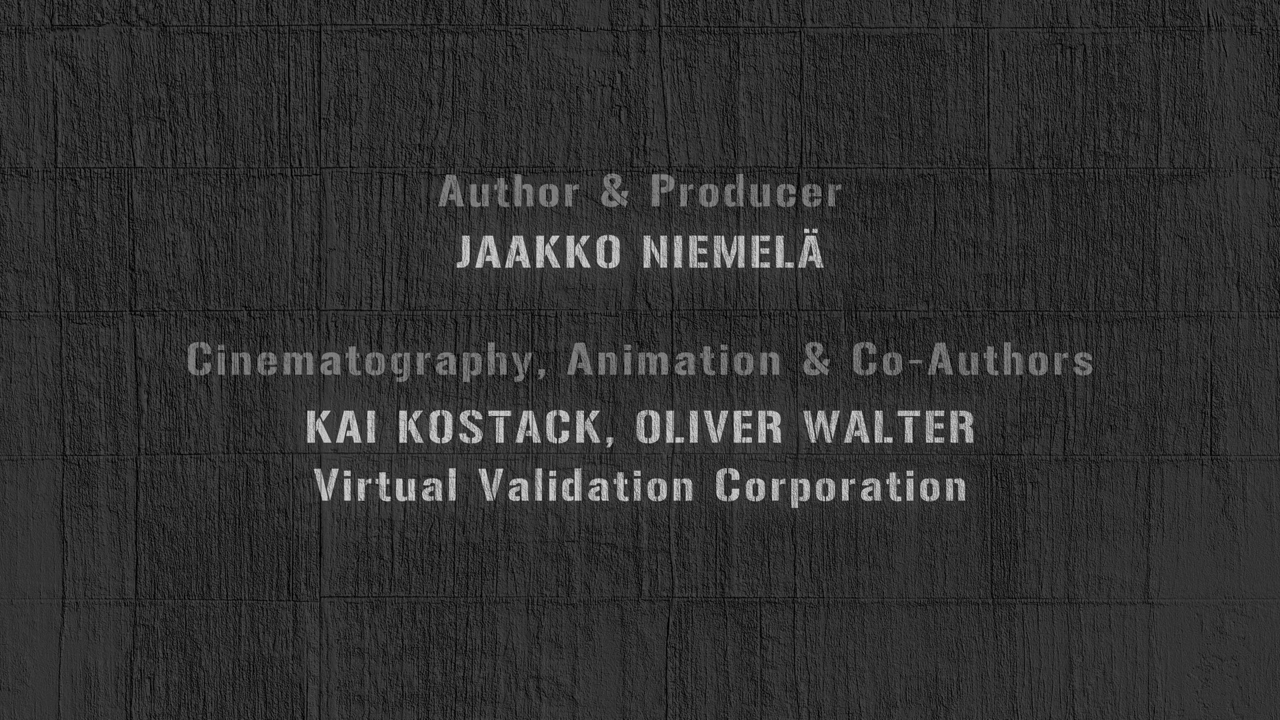 Author & Producer
JAAKKO NIEMELÄ
Cinematography, Animation & Co-Authors
KAI KOSTACK, OLIVER WALTER
Virtual Validation Corporation